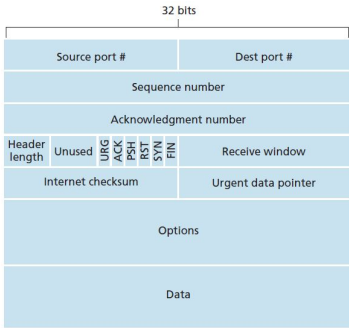 32 bits
Source port # Dest port #
Sequence number
Acknowledgment number
Header length Unused URG ACK PSH RST SYN FIN Receive window
Internet checksum Urgent data pointer
Options
Data